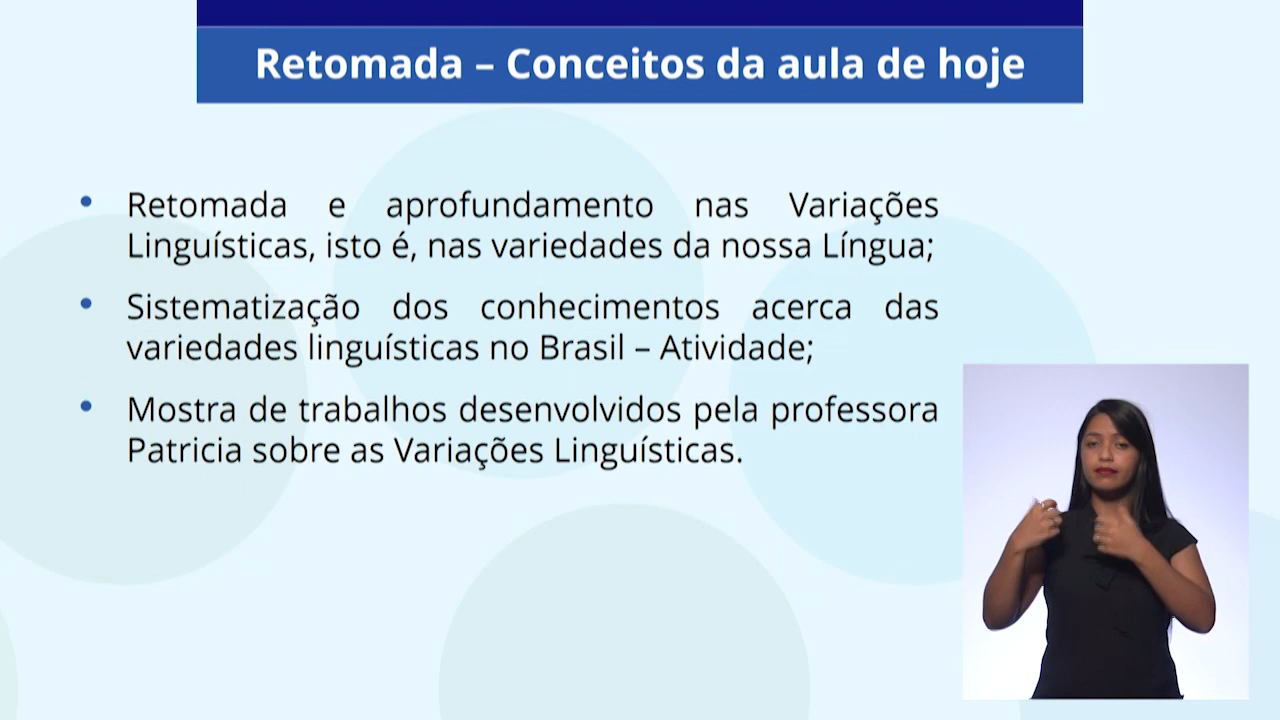 Retomada – Conceitos da aula de hoje
• Retomada e aprofundamento nas Variações
Linguísticas, isto é, nas variedades da nossa Língua;
• Sistematização dos conhecimentos acerca das
variedades linguísticas no Brasil – Atividade;
• Mostra de trabalhos desenvolvidos pela professora
Patricia sobre as Variações Linguísticas.